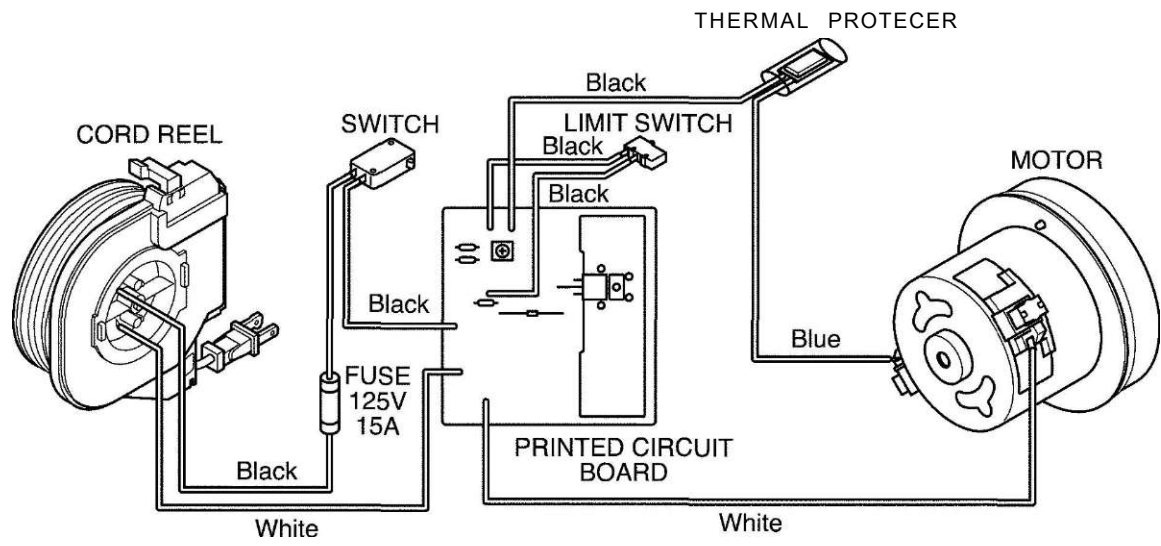 THERMAL PROTECER
Black
SWITCH
LIMIT SWITCH
CORD REEL
Black
MOTOR
Black
Black
Blue
FUSE
125V
15A
PRINTED CIRCUIT
BOARD
Black
White
White